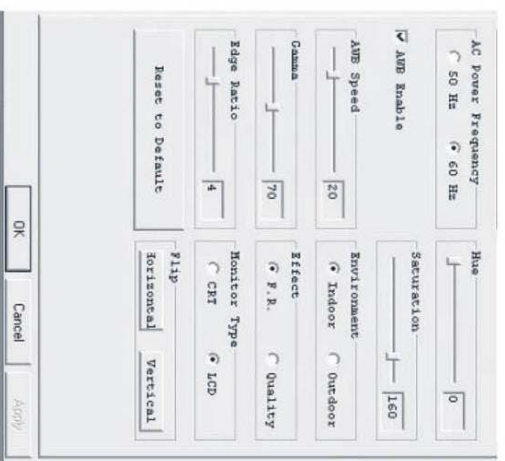 AC Power Frequency
50 Hz
60 Hz
AWB Enable
AWB Speed
20
Gamma
70
Edge Ratio
4
Reset to Default
Hue
0
Saturation
160
Environment
Indoor
Outdoor
Effect
F.R.
Quality
Monitor Type
CRT
LCD
Flip
Horizontal
Vertical
OK
Cancel
Apply